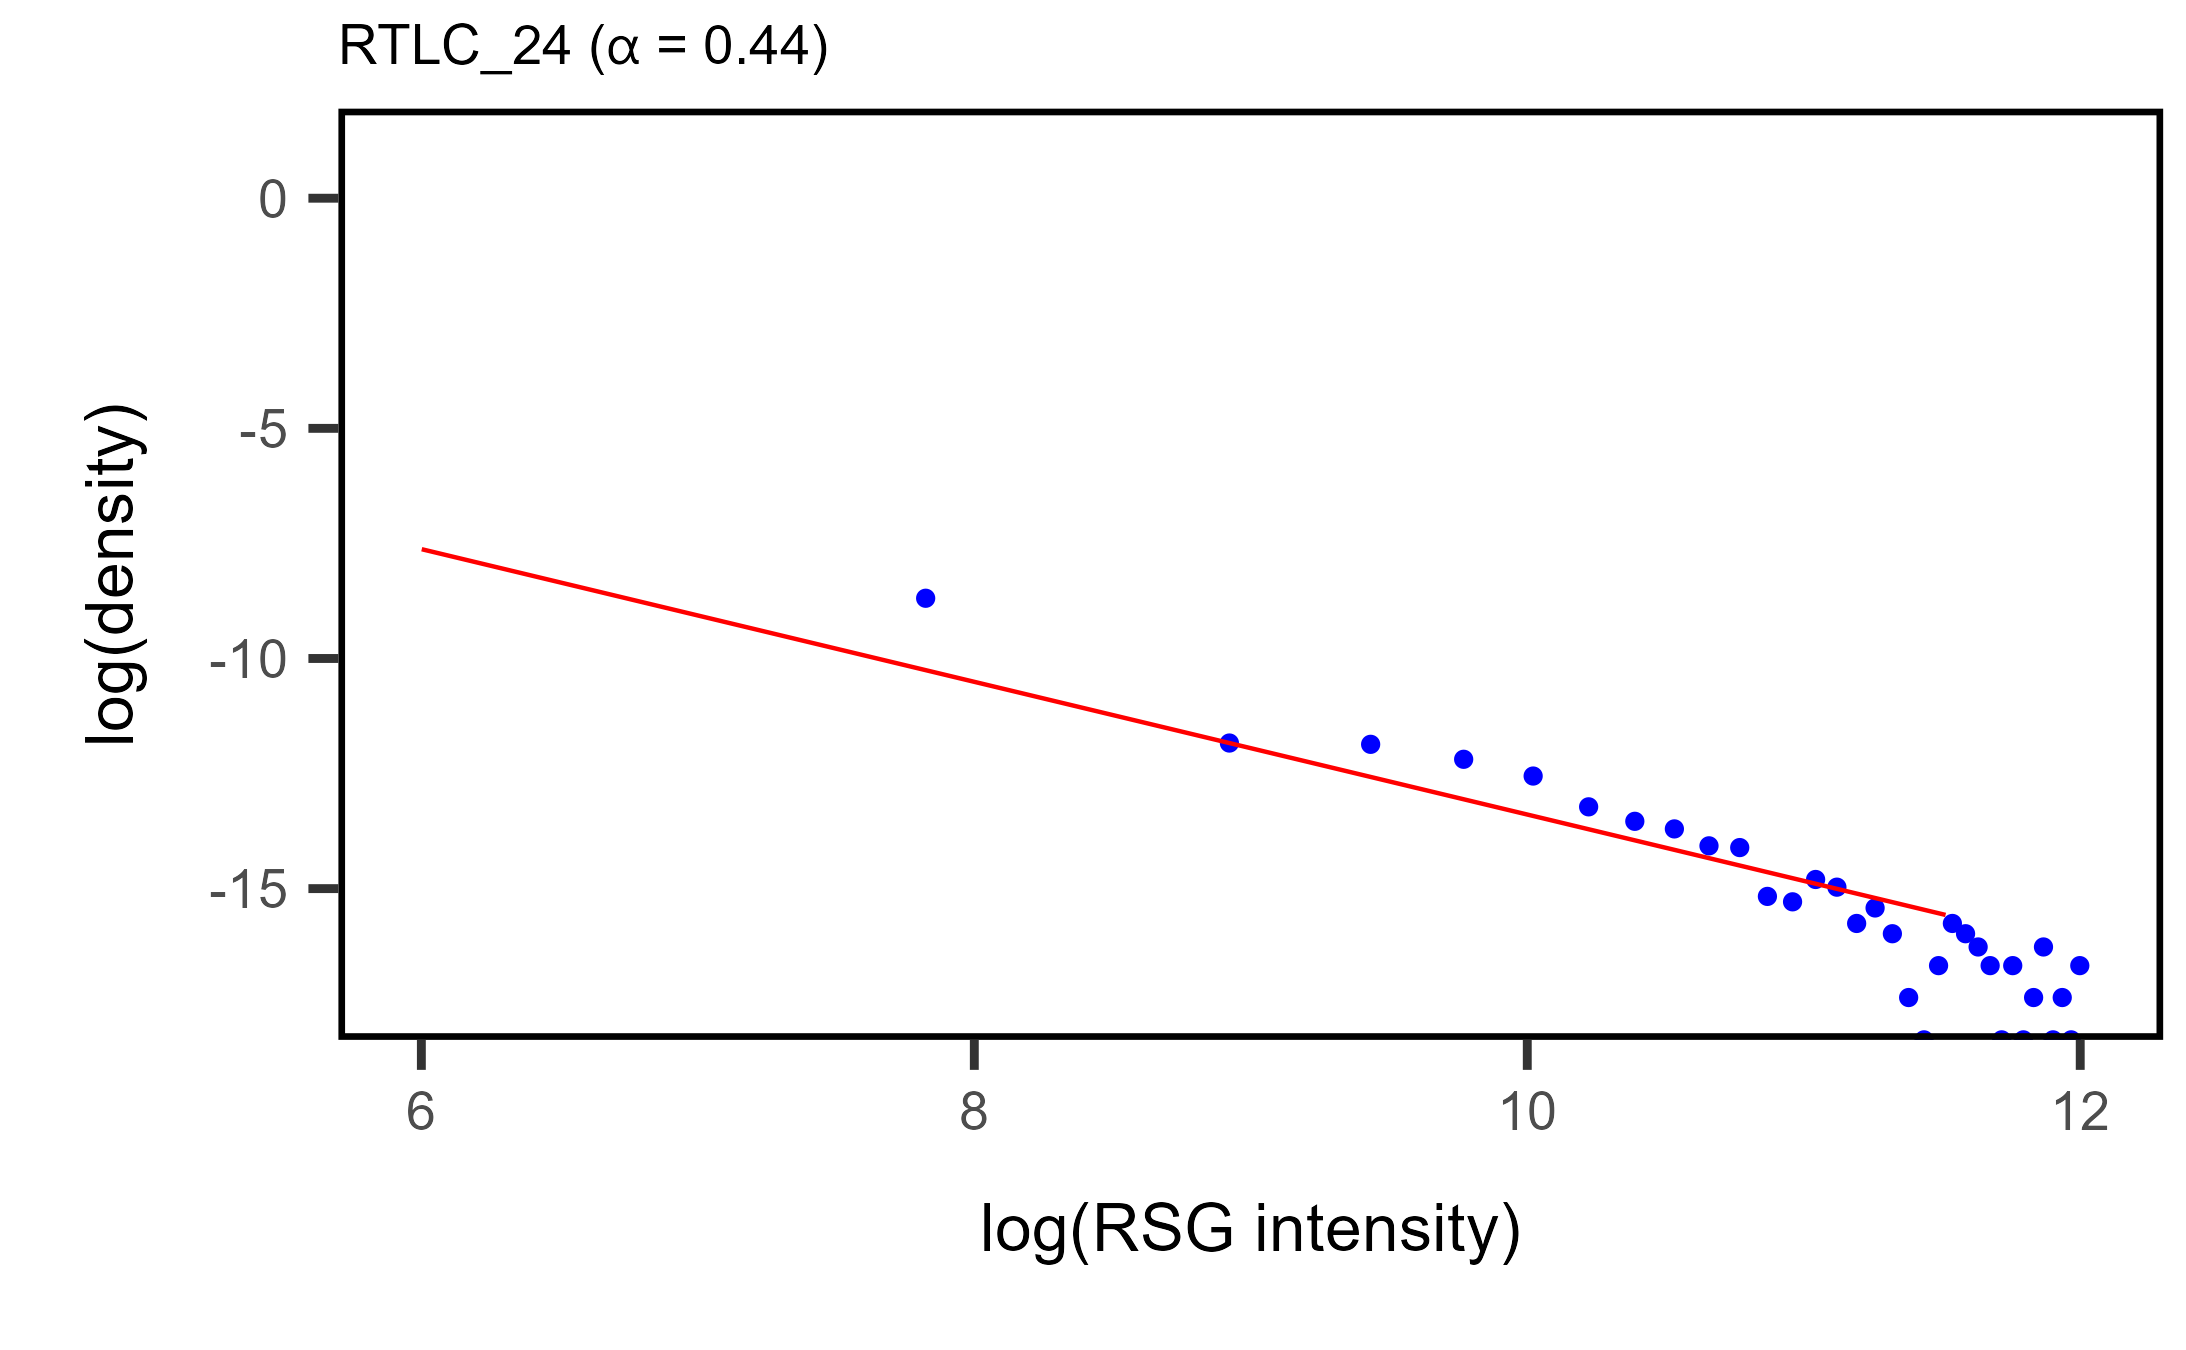 RTLC_24 (α = 0.44)
0
-5
-10
-15
log(density)
6 8 10 12
log(RSG intensity)